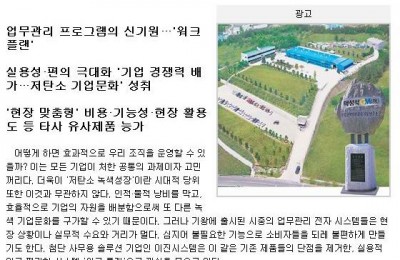 광고
업무관리 프로그램의 신기원…'워크
플랜'
실용성·편의 극대화 '기업 경쟁력 배
가…저탄소 기업문화' 성취
'현장 맞춤형' 비용·기능성·현장 활용
도 등 타사 유사제품 능가
어떻게 하면 효과적으로 우리 조직을 운영할 수 있
을까? 이는 모든 기업이 처한 공통의 과제이자 고민
꺼리다. 더욱이 '저탄소 녹색성장'이란 시대적 당위
또한 이것과 무관하지 않다. 인적·물적 낭비를 막고,
효율적으로 기업의 자원을 배분함으로써 또 다른 녹
색 기업문화를 구가할 수 있기 때문이다. 그러나 기왕에 출시된 시중의 업무관리 전자 시스템들은 현
장 상황이나 실무적 수요와 거리가 멀다. 심지어 불필요한 기능으로 소비자들을 되려 불편하게 만들
기도 한다. 첨단 사무용 솔루션 기업인 이진시스템은 이 같은 기존 제품들의 단점을 제거한, 실용적